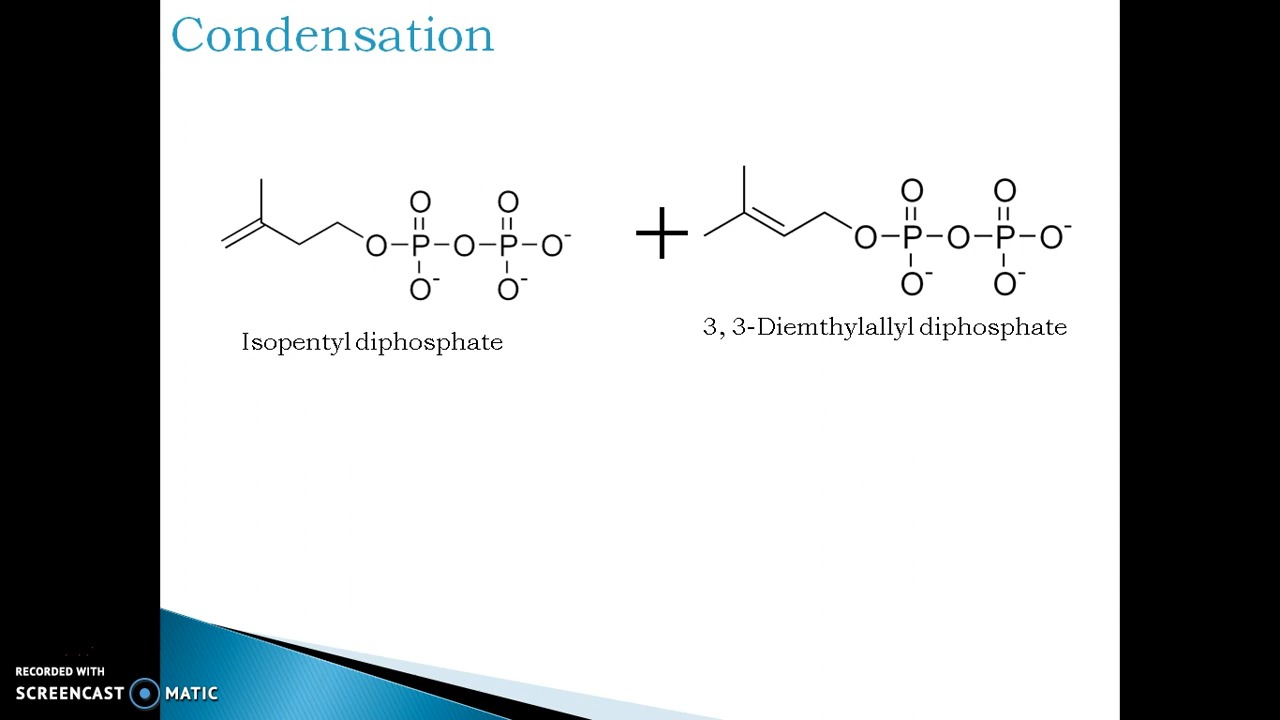 Condensation
O O
O P O P O⁻
O⁻ O⁻
+
O O
O P O P O⁻
O⁻ O⁻
Isopentyl diphosphate
3, 3-Diemthylallyl diphosphate
RECORDED WITH
SCREENCAST MATIC